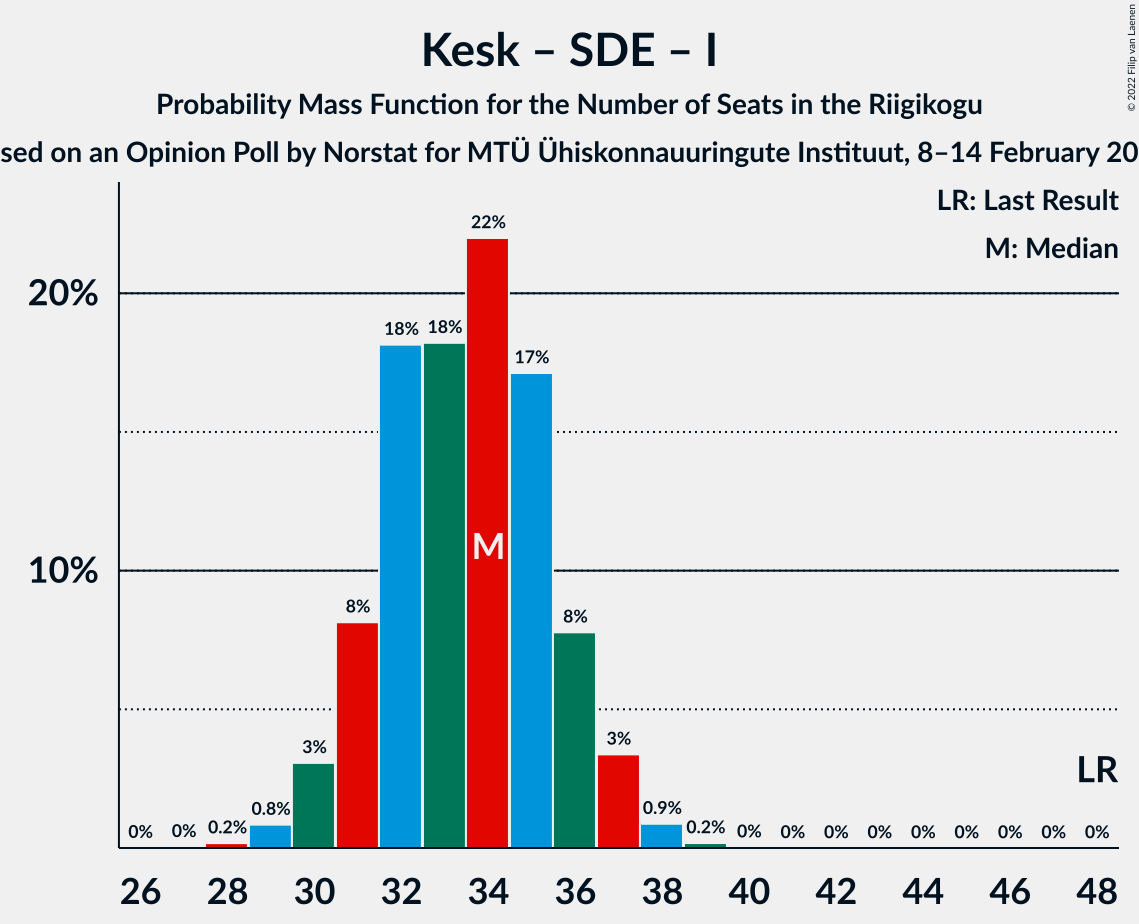 Kesk – SDE – I
Probability Mass Function for the Number of Seats in the Riigikogu
sed on an Opinion Poll by Norstat for MTÜ Ühiskonnauuringute Instituut, 8–14 February 20
© 2022 Filip van Laenen
LR: Last Result
M: Median
20%
10%
0%
0%
0.2%
0.8%
3%
8%
18%
18%
22%
17%
8%
3%
0.9%
0.2%
0%
0%
0%
0%
0%
0%
0%
0%
0%
M
LR
26 28 30 32 34 36 38 40 42 44 46 48